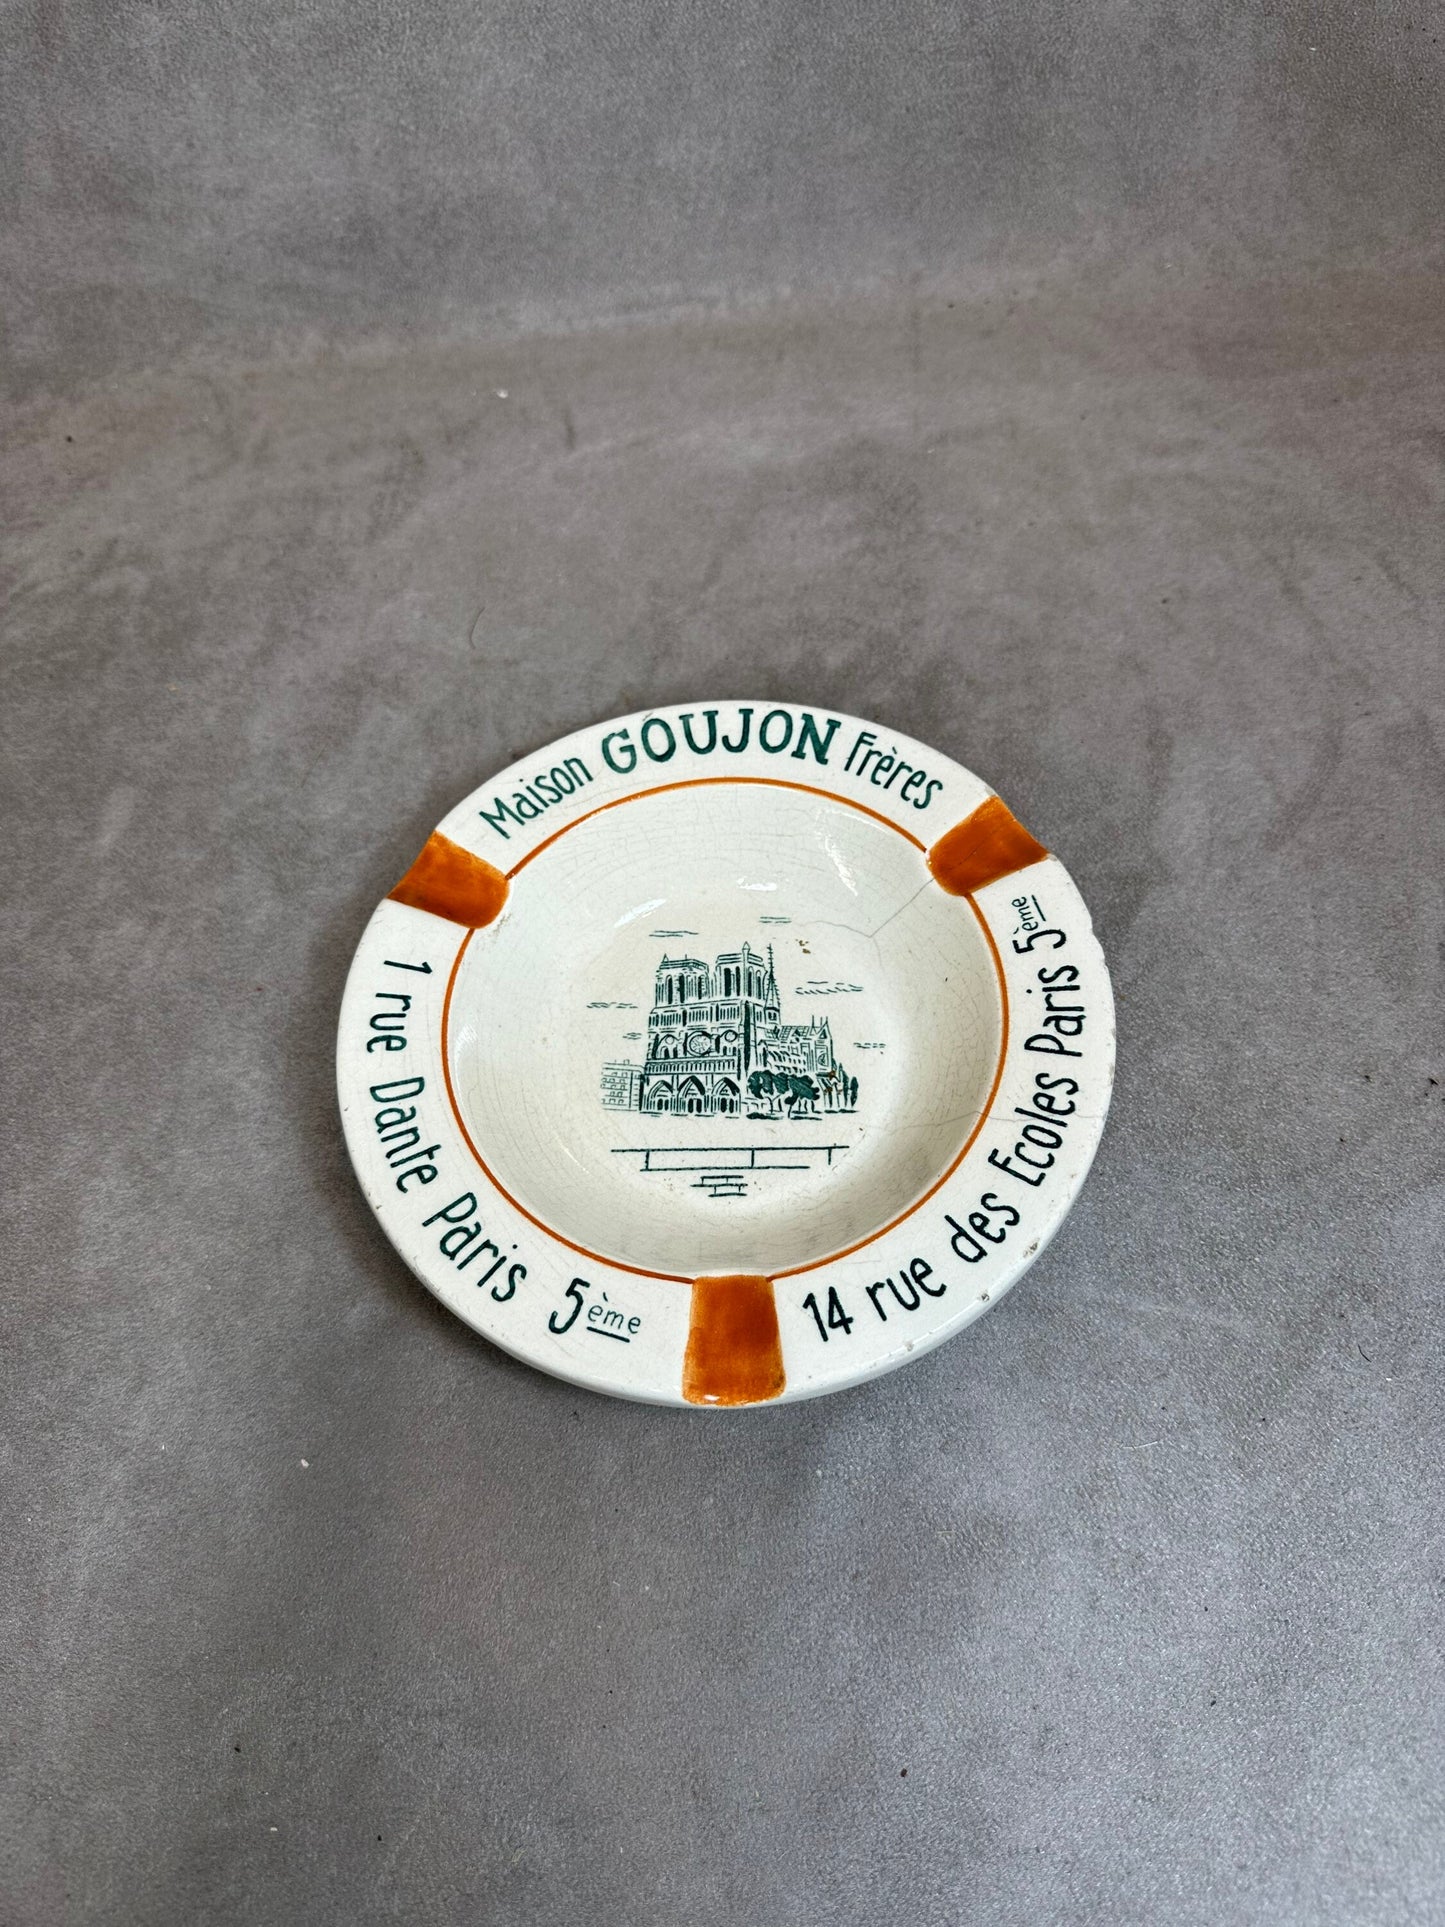 Maison GOUJON Frères
1 rue Dante Paris 5ème
14 rue des Ecoles Paris 5ème